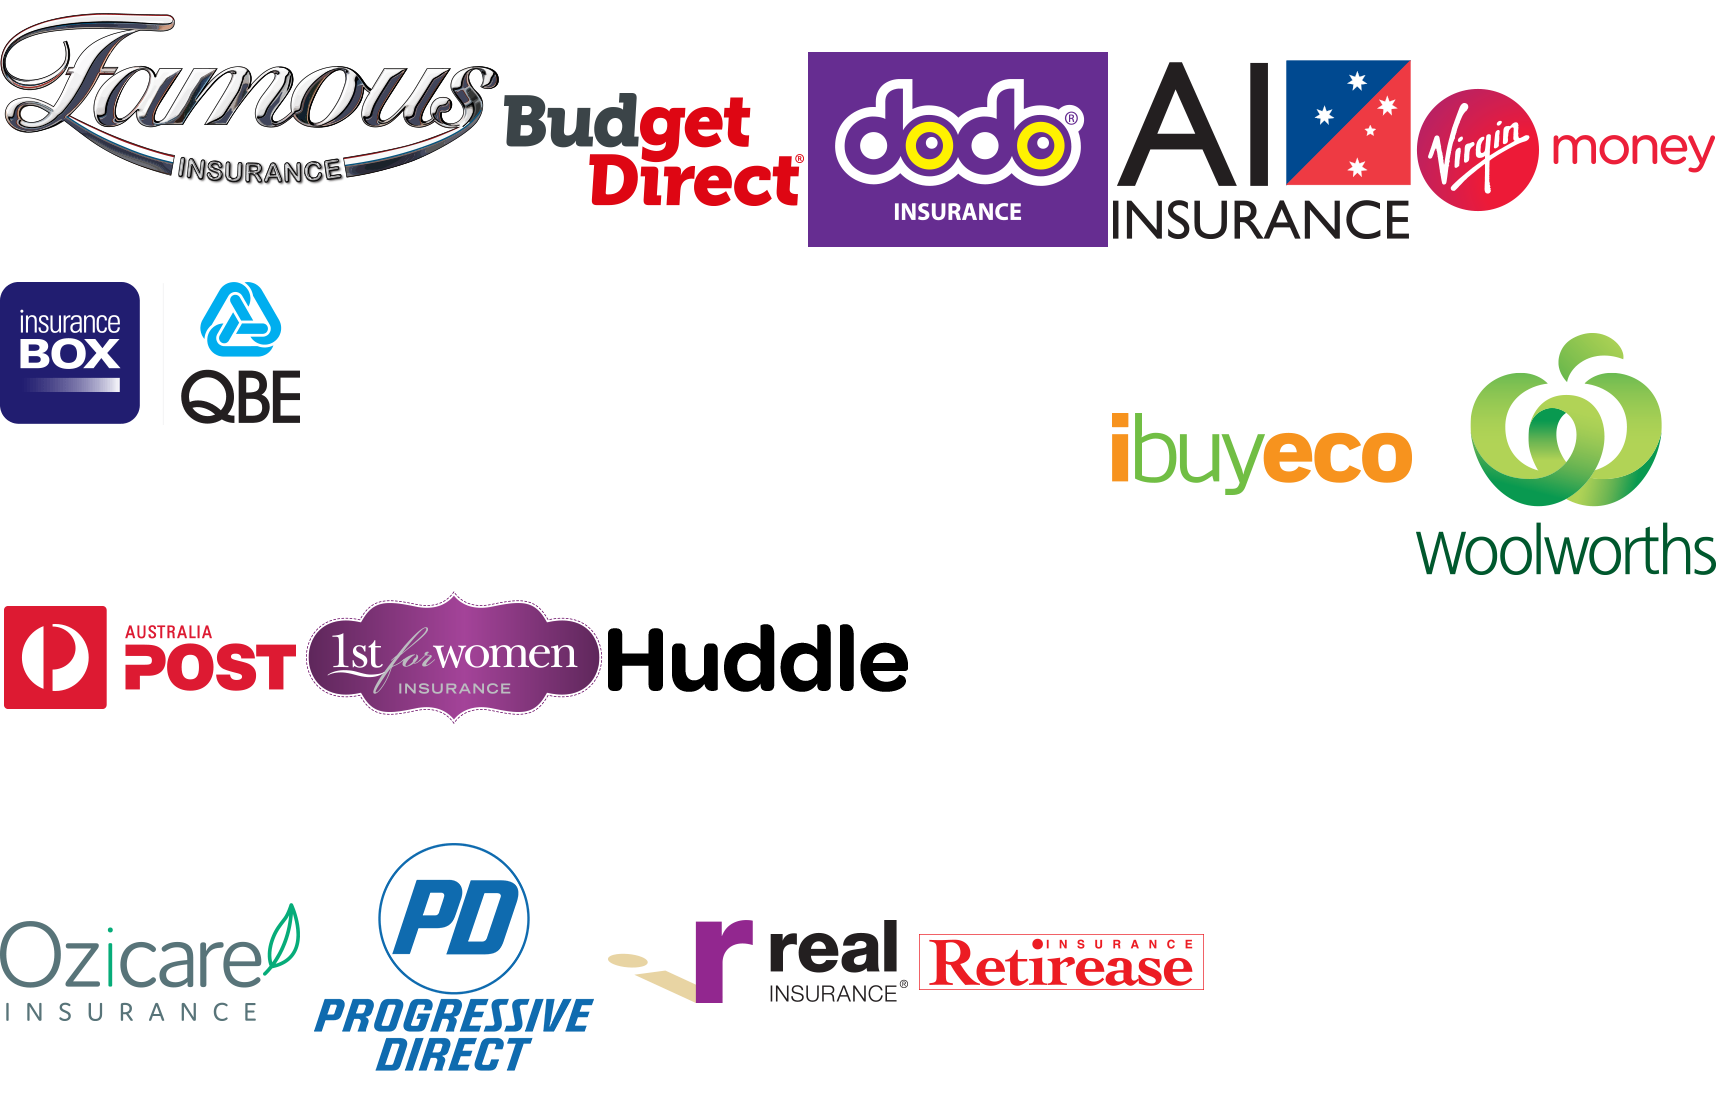 Famous
INSURANCE
Budget
Direct®
dodo®
INSURANCE
AI
INSURANCE
Virgin money
insurance
BOX
QBE
ibuyeco
Woolworths
AUSTRALIA
POST
1st for women
INSURANCE
Huddle
Ozicare
INSURANCE
PD
PROGRESSIVE
DIRECT
r real
INSURANCE®
INSURANCE
Retirease